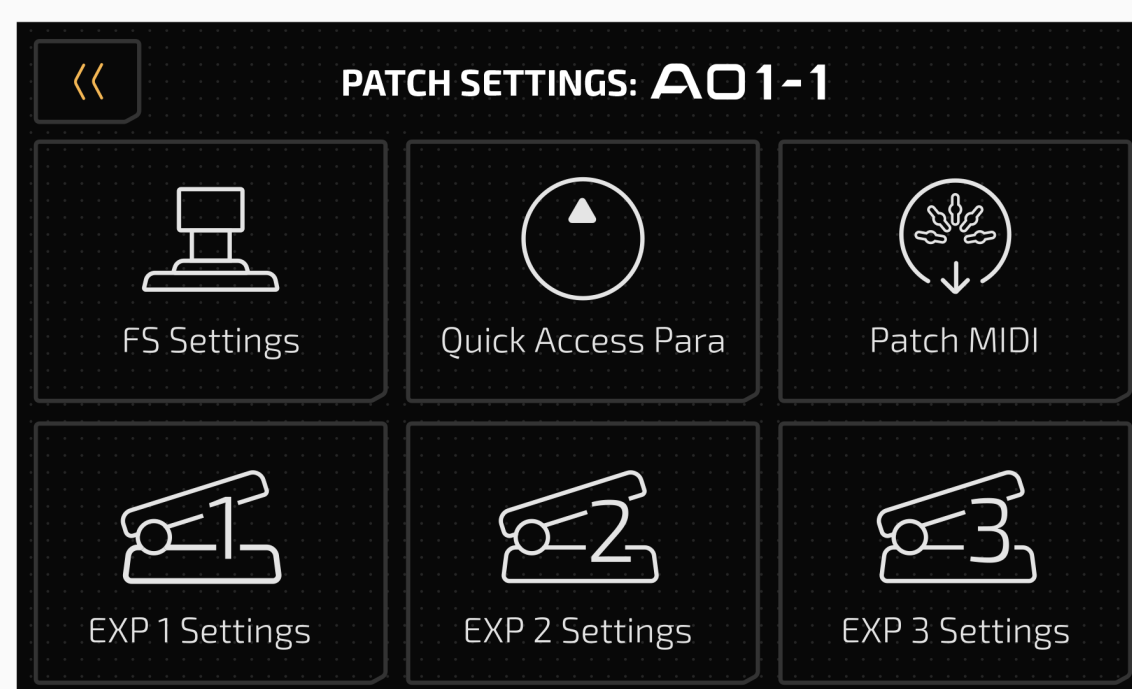 PATCH SETTINGS: A01-1
FS Settings
Quick Access Para
Patch MIDI
1
2
3
EXP 1 Settings
EXP 2 Settings
EXP 3 Settings